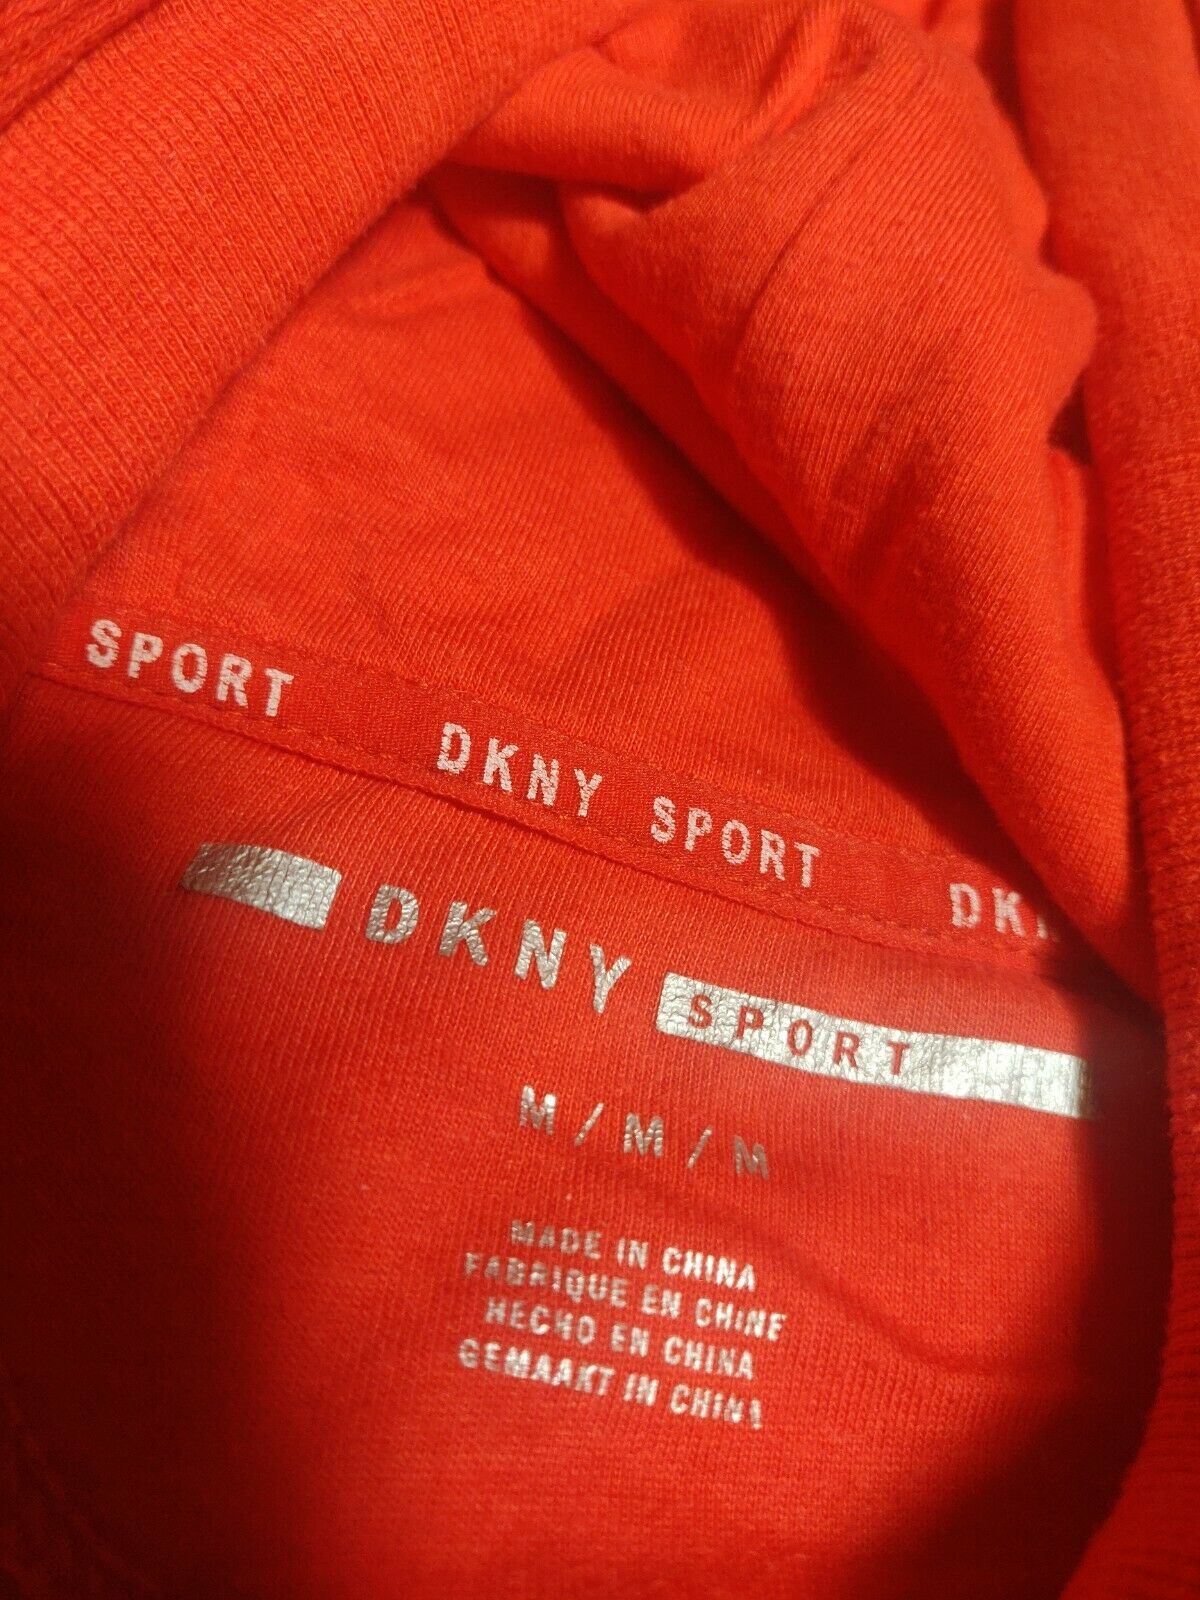 SPORT DKNY SPORT
DKNY SPORT
M / M / M
MADE IN CHINA
FABRIQUE EN CHINE
HECHO EN CHINA
GEMAAKT IN CHINA